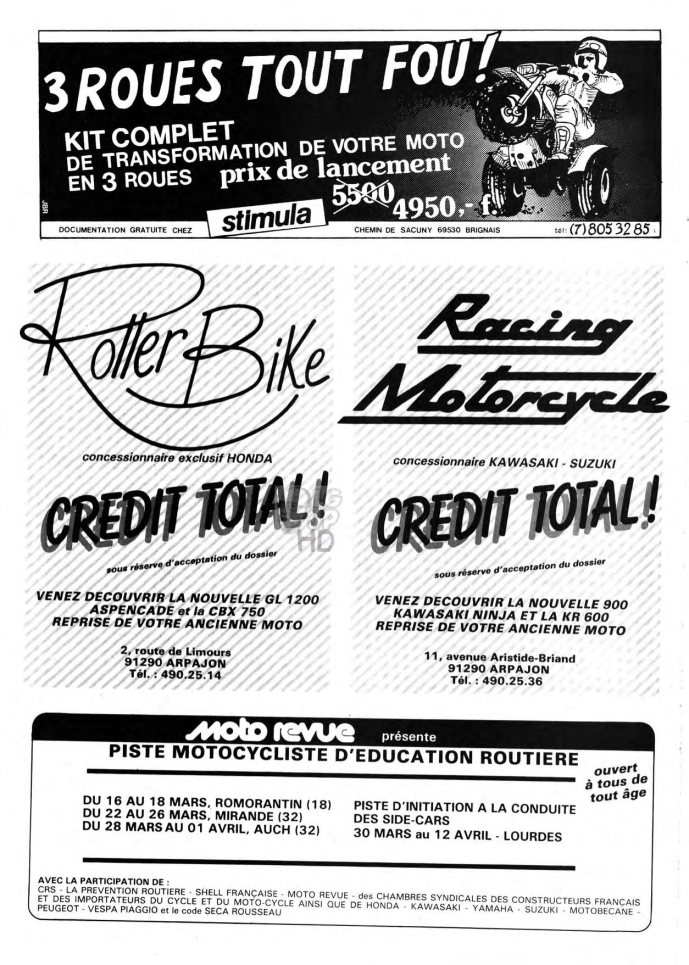 3 ROUES TOUT FOU!
KIT COMPLET
DE TRANSFORMATION DE VOTRE MOTO
EN 3 ROUES prix de lancement
5500 4950,- f.
JBR
DOCUMENTATION GRATUITE CHEZ stimula CHEMIN DE SACUNY 69530 BRIGNAIS tél: (7) 805 32 85
Rotter Bike
concessionnaire exclusif HONDA
CREDIT TOTAL!
sous réserve d'acceptation du dossier
VENEZ DECOUVRIR LA NOUVELLE GL 1200
ASPENCADE et la CBX 750
REPRISE DE VOTRE ANCIENNE MOTO
2, route de Limours
91290 ARPAJON
Tél. : 490.25.14
Racing
Motorcycle
concessionnaire KAWASAKI - SUZUKI
CREDIT TOTAL!
sous réserve d'acceptation du dossier
VENEZ DECOUVRIR LA NOUVELLE 900
KAWASAKI NINJA ET LA KR 600
REPRISE DE VOTRE ANCIENNE MOTO
11, avenue Aristide-Briand
91290 ARPAJON
Tél. : 490.25.36
moto revue présente
PISTE MOTOCYCLISTE D'EDUCATION ROUTIERE
ouvert
à tous de
tout âge
DU 16 AU 18 MARS, ROMORANTIN (18)
DU 22 AU 26 MARS, MIRANDE (32)
DU 28 MARS AU 01 AVRIL, AUCH (32)
PISTE D'INITIATION A LA CONDUITE
DES SIDE-CARS
30 MARS au 12 AVRIL - LOURDES
AVEC LA PARTICIPATION DE :
CRS - LA PREVENTION ROUTIERE - SHELL FRANÇAISE - MOTO REVUE - des CHAMBRES SYNDICALES DES CONSTRUCTEURS FRANÇAIS
ET DES IMPORTATEURS DU CYCLE ET DU MOTO-CYCLE AINSI QUE DE HONDA - KAWASAKI - YAMAHA - SUZUKI - MOTOBECANE -
PEUGEOT - VESPA PIAGGIO et le code SECA ROUSSEAU